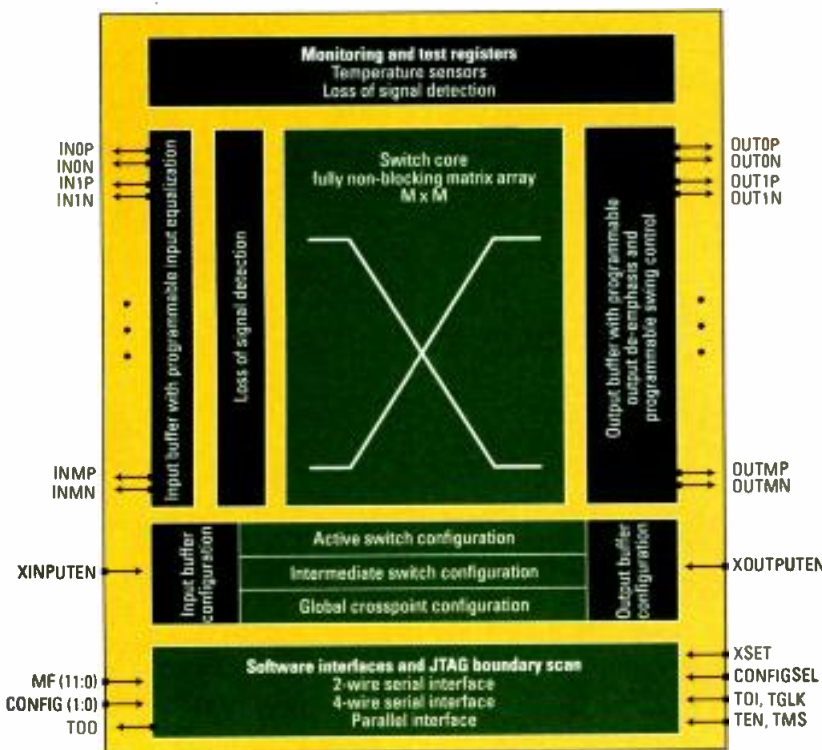 Monitoring and test registers
Temperature sensors
Loss of signal detection
IN0P
IN0N
IN1P
IN1N
INMP
INMN
Input buffer with programmable input equalization
Loss of signal detection
Switch core
fully non-blocking matrix array
M x M
Output buffer with programmable
output de-emphasis and
programmable swing control
OUT0P
OUT0N
OUT1P
OUT1N
OUTMP
OUTMN
XINPUTEN
Input buffer
configuration
Active switch configuration
Intermediate switch configuration
Global crosspoint configuration
Output buffer
configuration
XOUTPUTEN
MF (11:0)
CONFIG (1:0)
TOO
Software interfaces and JTAG boundary scan
2-wire serial interface
4-wire serial interface
Parallel interface
XSET
CONFIGSEL
TOI, TGLK
TEN, TMS